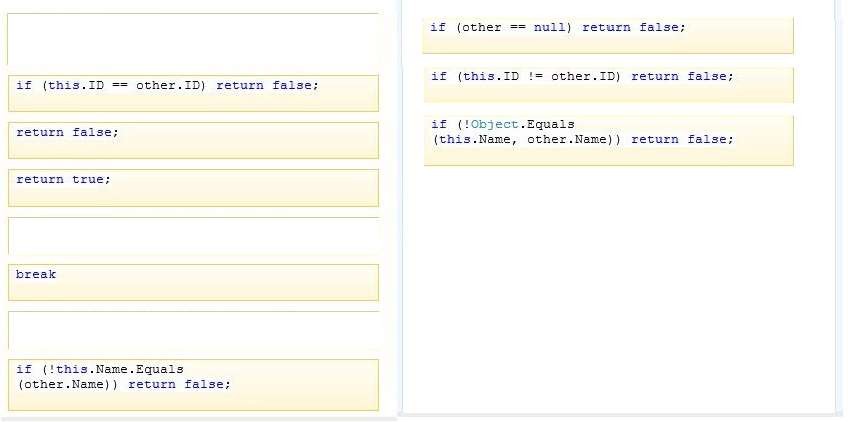 if (this.ID == other.ID) return false;
return false;
return true;
break
if (!this.Name.Equals
(other.Name)) return false;
if (other == null) return false;
if (this.ID != other.ID) return false;
if (!Object.Equals
(this.Name, other.Name)) return false;